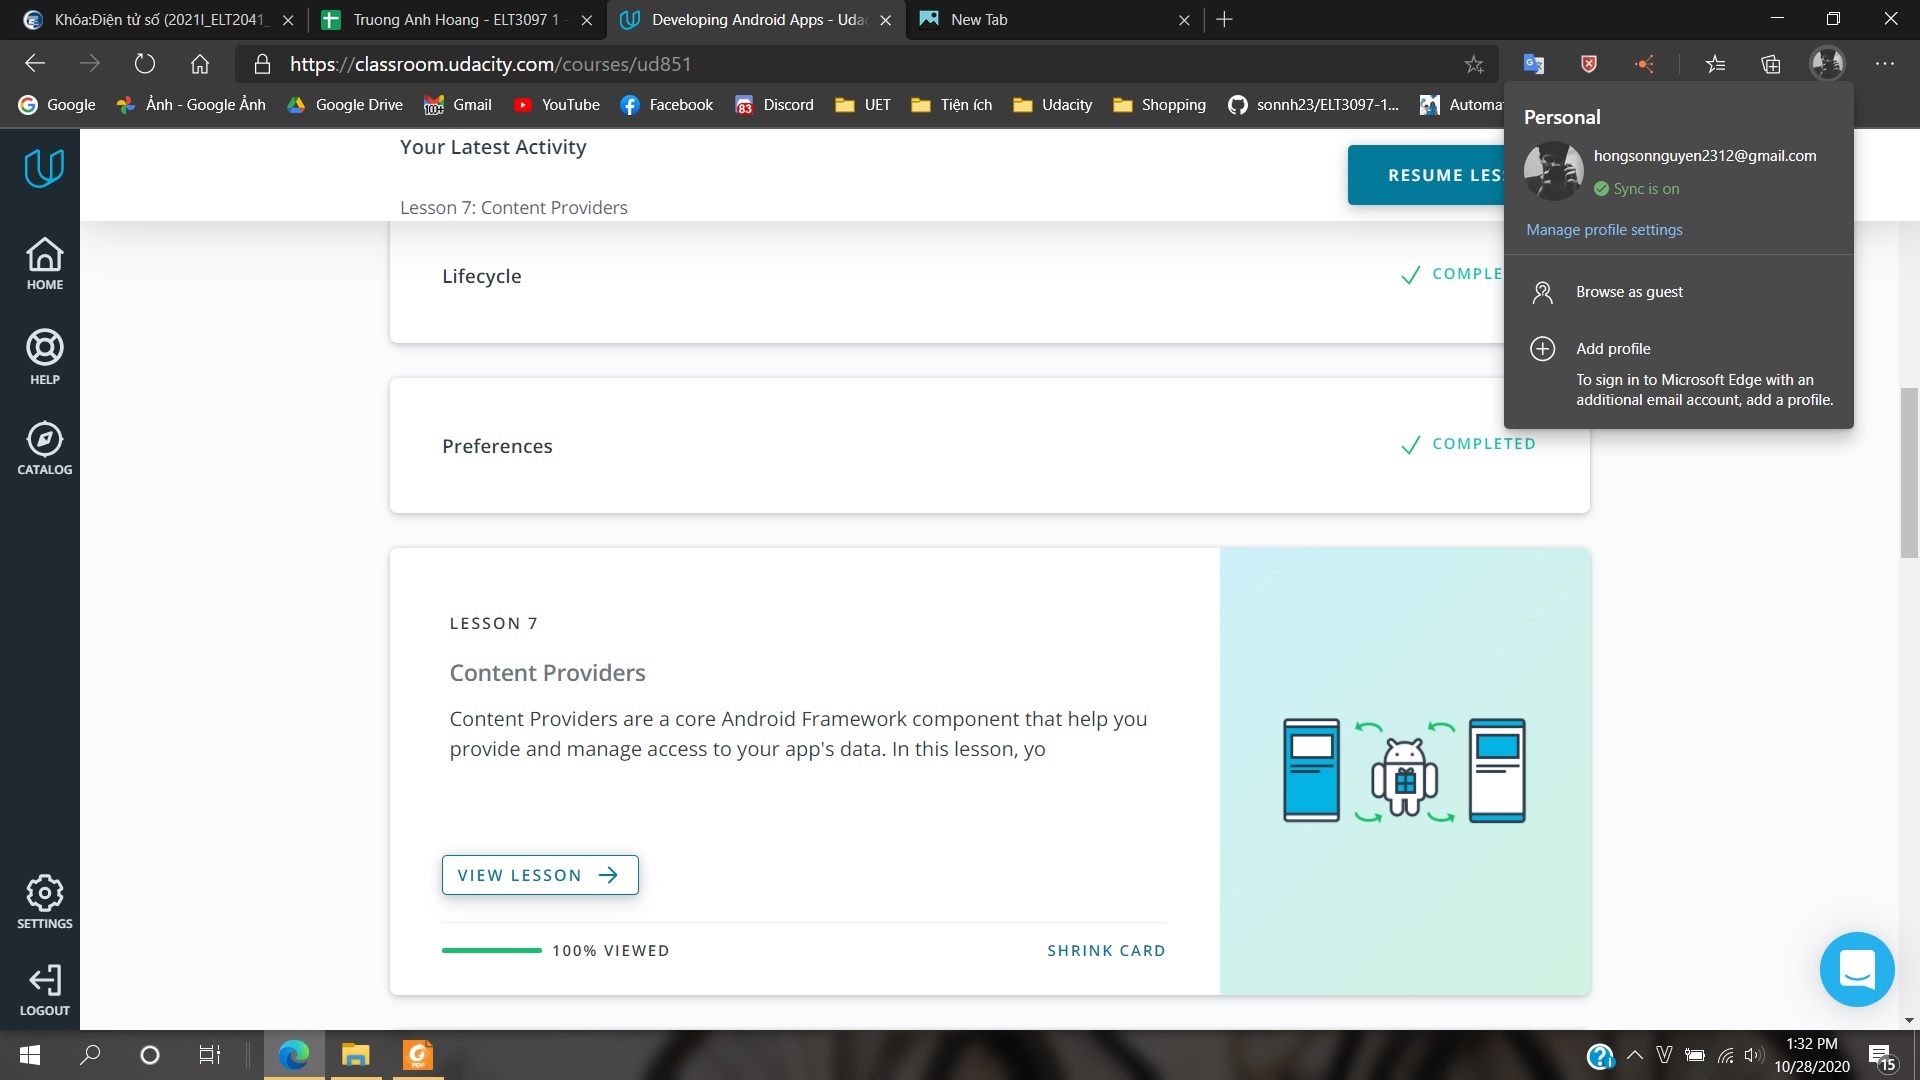 Khóa:Điện tử số (2021I_ELT2041_
Truong Anh Hoang - ELT3097 1 -
Developing Android Apps - Udac
New Tab
https://classroom.udacity.com/courses/ud851
Google
Ảnh - Google Ảnh
Google Drive
100+
Gmail
YouTube
Facebook
83
Discord
UET
Tiện ích
Udacity
Shopping
sonnh23/ELT3097-1...
Automa
Personal
hongsonnguyen2312@gmail.com
Sync is on
Manage profile settings
Browse as guest
Add profile
To sign in to Microsoft Edge with an
additional email account, add a profile.
HOME
HELP
CATALOG
SETTINGS
LOGOUT
Your Latest Activity
Lesson 7: Content Providers
RESUME LES
Lifecycle
COMPLE
Preferences
COMPLETED
LESSON 7
Content Providers
Content Providers are a core Android Framework component that help you
provide and manage access to your app's data. In this lesson, yo
VIEW LESSON
100% VIEWED
SHRINK CARD
PDF
V
1:32 PM
10/28/2020
15